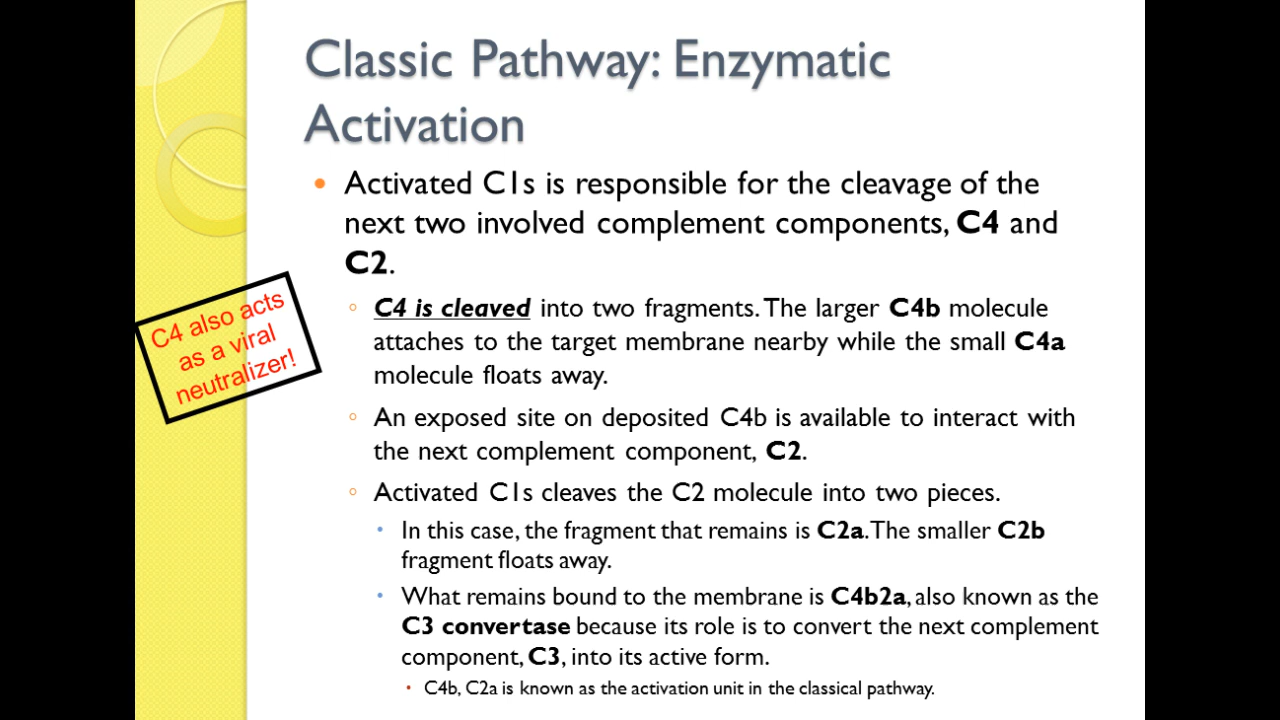 Classic Pathway: Enzymatic
Activation
• Activated C1s is responsible for the cleavage of the
next two involved complement components, C4 and
C2.
◦ C4 is cleaved into two fragments. The larger C4b molecule
attaches to the target membrane nearby while the small C4a
molecule floats away.
◦ An exposed site on deposited C4b is available to interact with
the next complement component, C2.
◦ Activated C1s cleaves the C2 molecule into two pieces.
• In this case, the fragment that remains is C2a. The smaller C2b
fragment floats away.
• What remains bound to the membrane is C4b2a, also known as the
C3 convertase because its role is to convert the next complement
component, C3, into its active form.
• C4b, C2a is known as the activation unit in the classical pathway.
C4 also acts
as a viral
neutralizer!